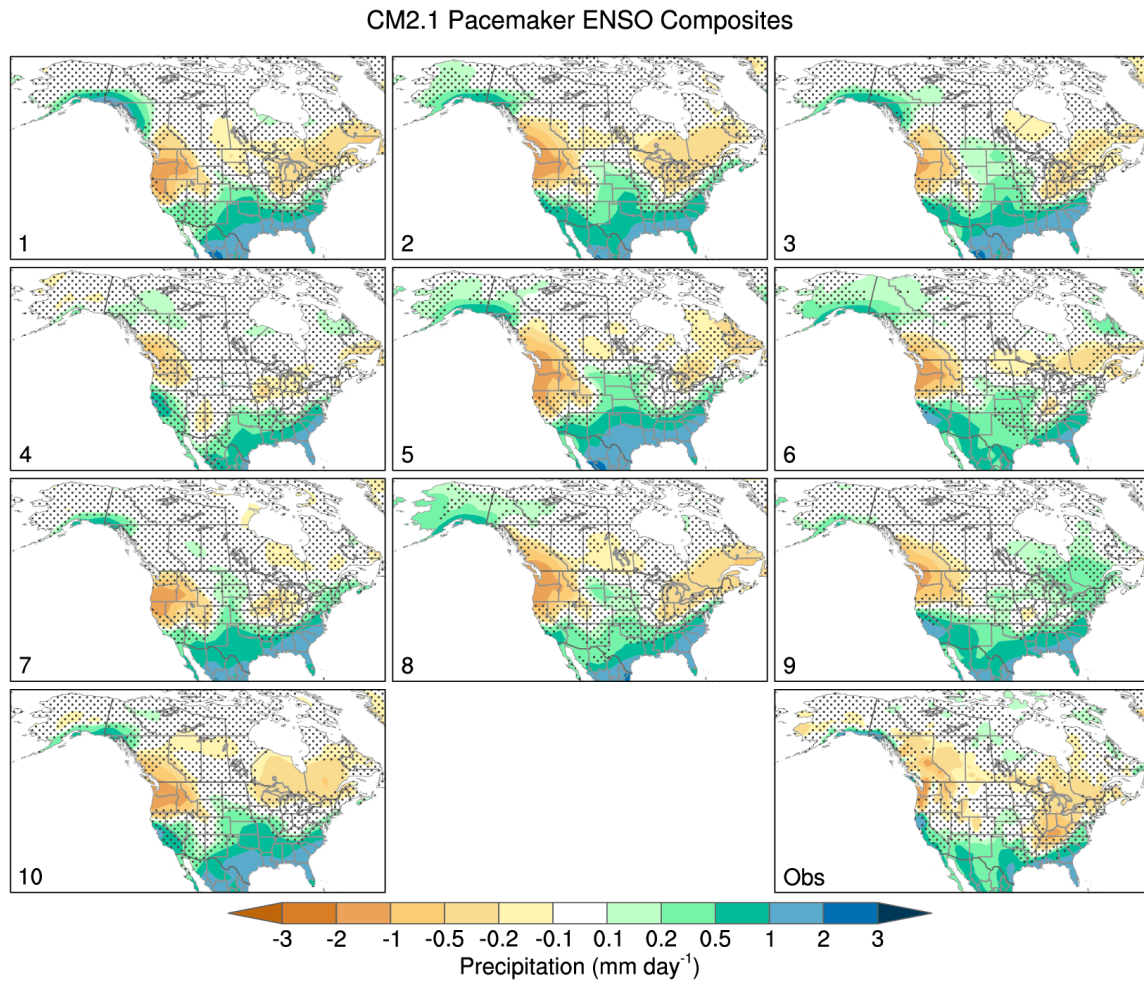 CM2.1 Pacemaker ENSO Composites
1 2 3
4 5 6
7 8 9
10 Obs
-3 -2 -1 -0.5 -0.2 -0.1 0.1 0.2 0.5 1 2 3
Precipitation (mm day⁻¹)